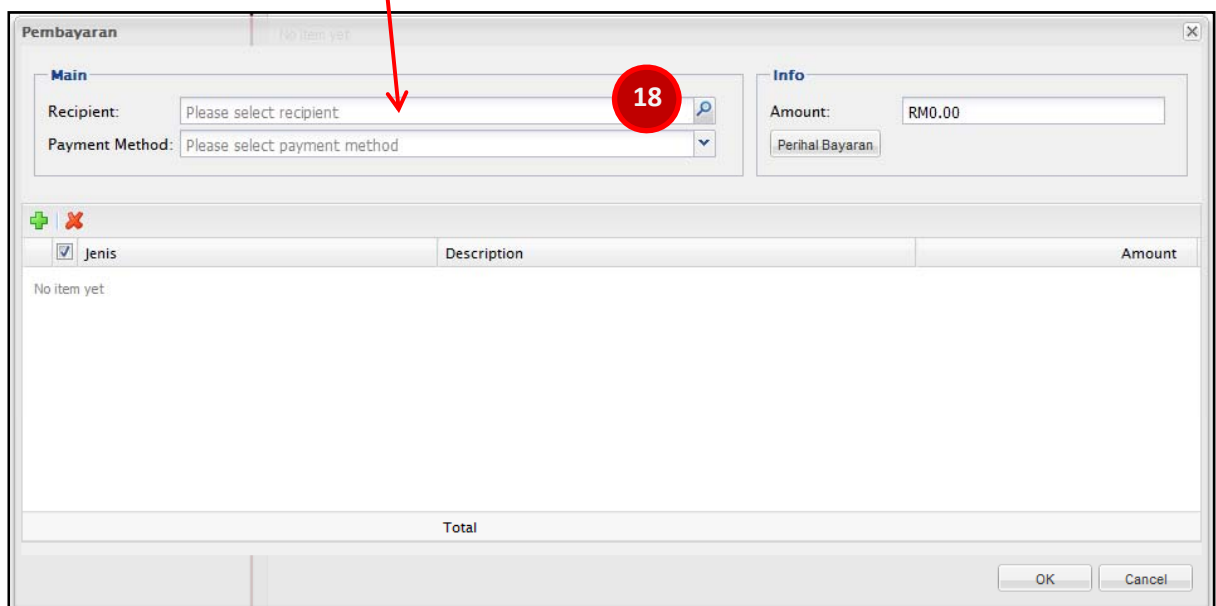 Pembayaran
No item yet
Main
Recipient: Please select recipient
18
Payment Method: Please select payment method
Info
Amount: RM0.00
Perihal Bayaran
Jenis Description Amount
No item yet
Total
OK Cancel